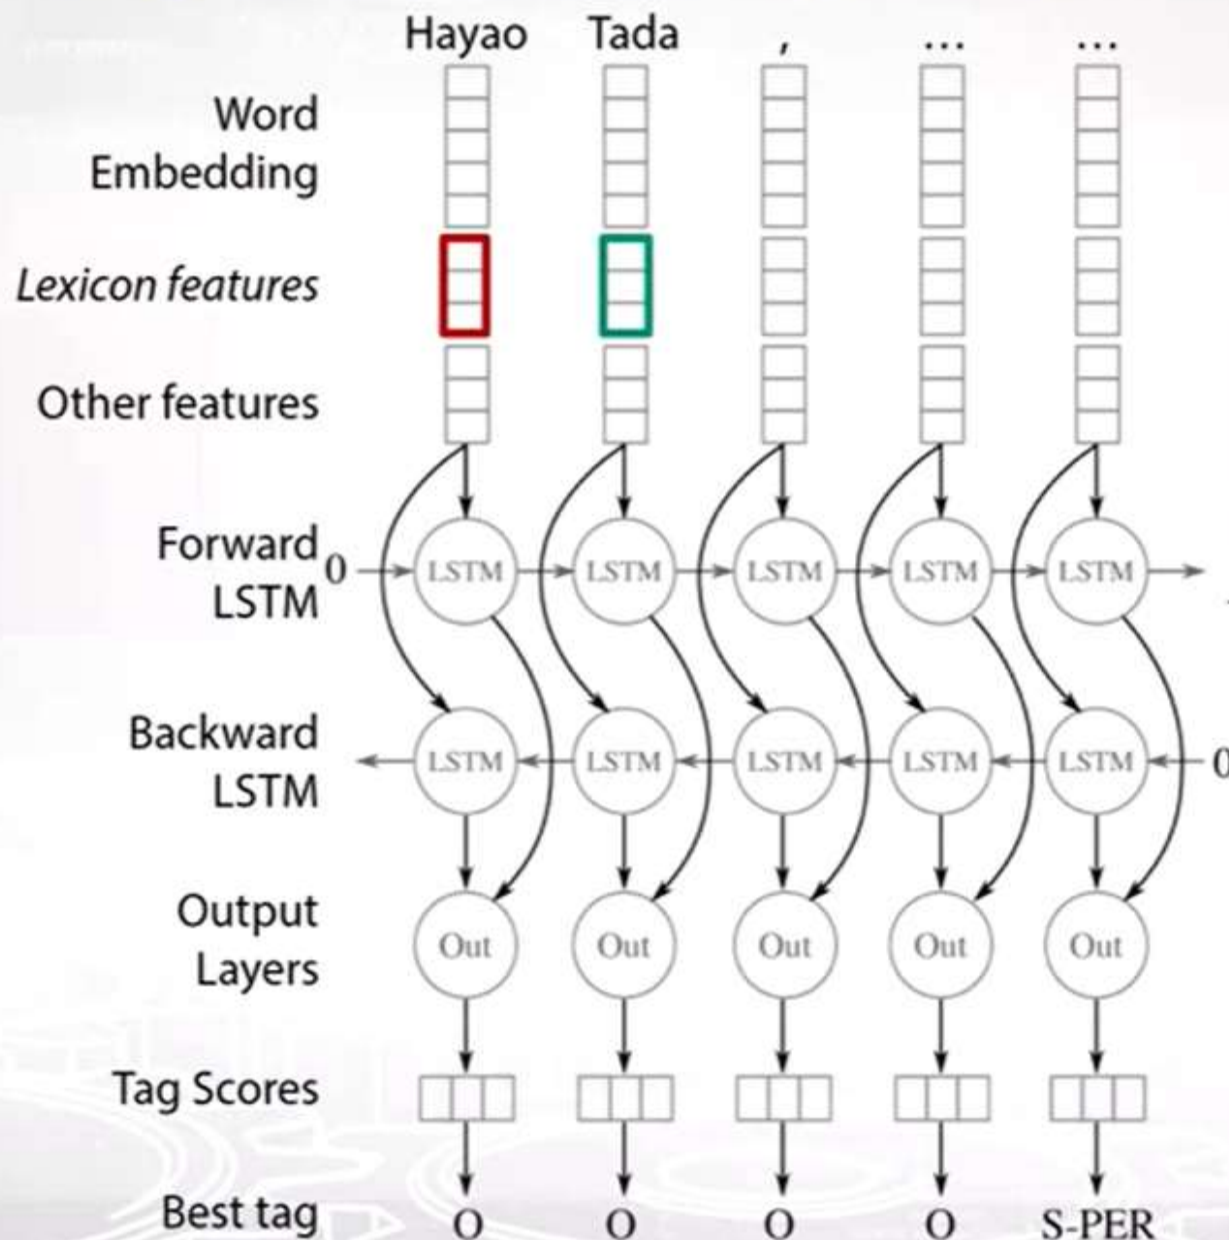 Hayao Tada , ... ...
Word
Embedding
Lexicon features
Other features
Forward
LSTM
0 LSTM LSTM LSTM LSTM LSTM
Backward
LSTM
LSTM LSTM LSTM LSTM LSTM 0
Output
Layers
Out Out Out Out Out
Tag Scores
Best tag O O O O S-PER